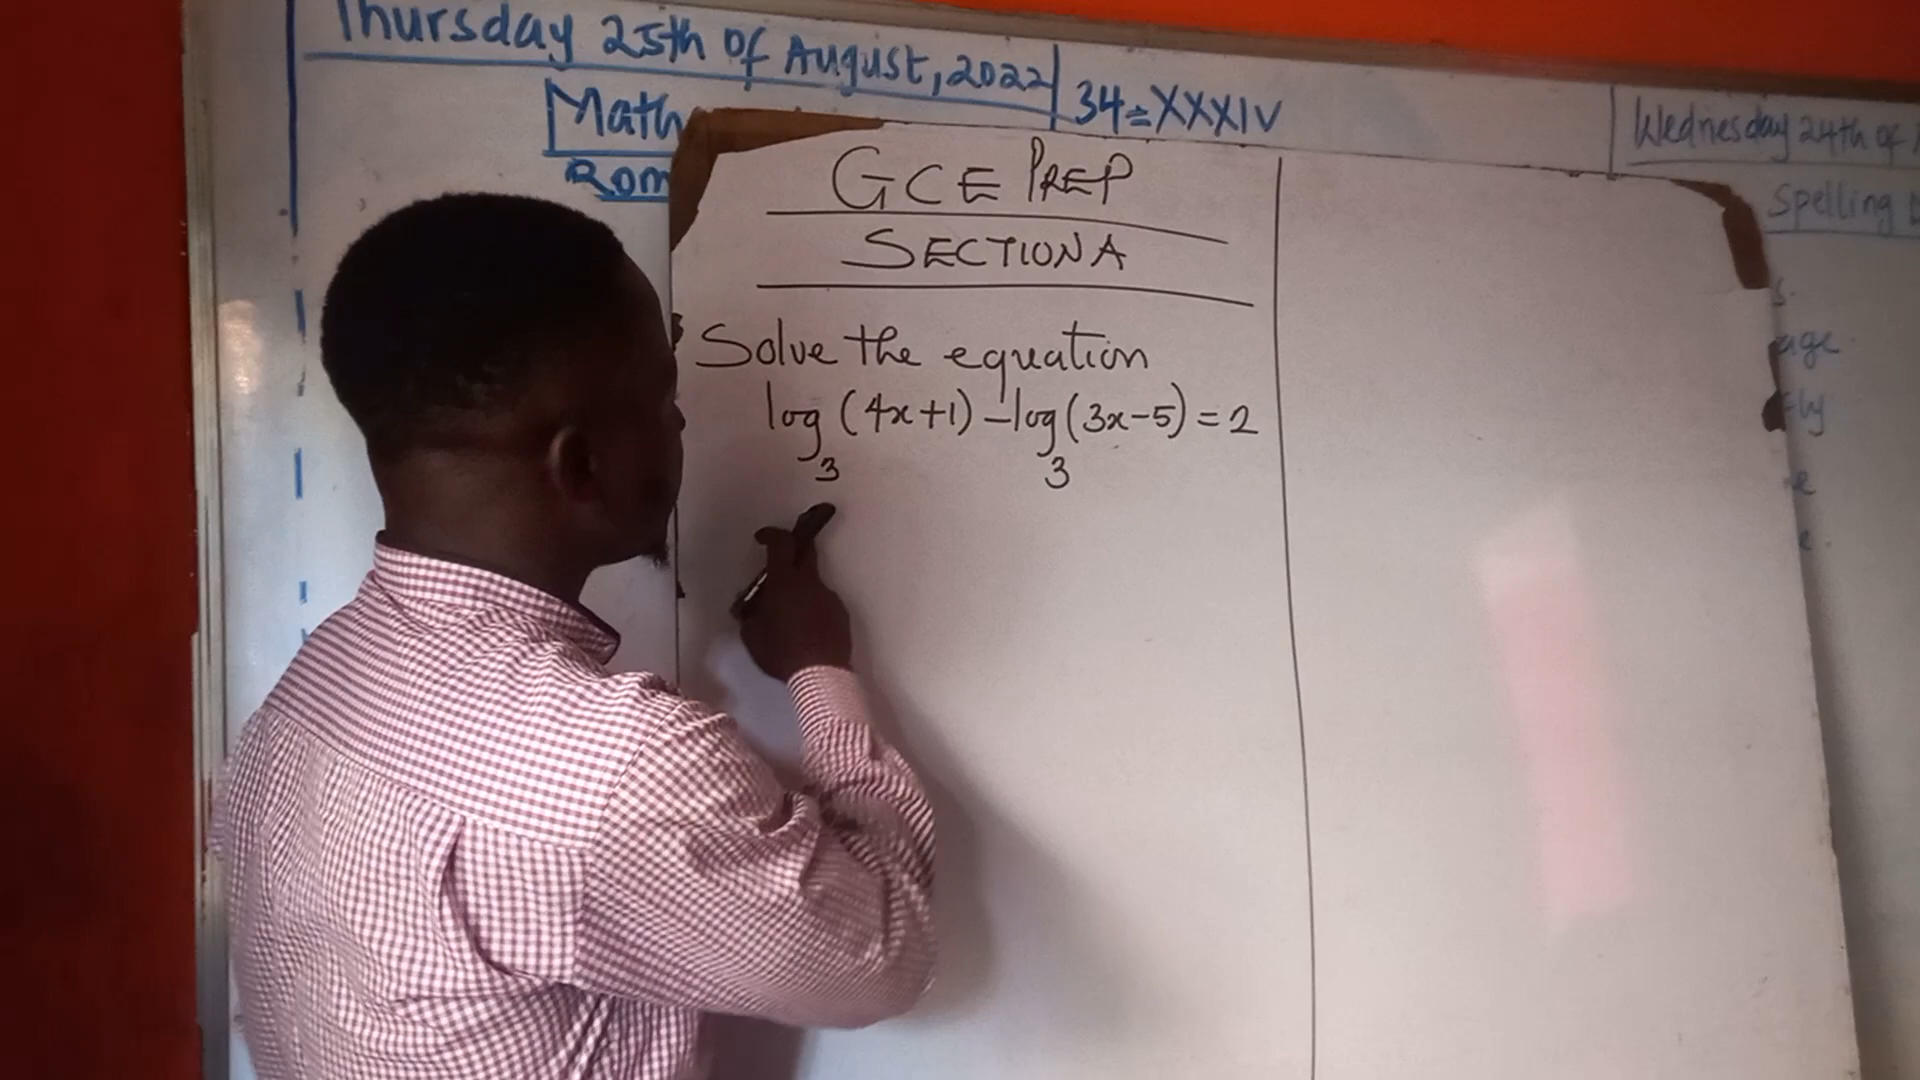 Thursday 25th of August, 2022
34=XXXIV
Math
Rom
GCE PREP
SECTION A
Solve the equation
log₃(4x+1) – log₃(3x-5) = 2
Wednesday 24th of
Spelling